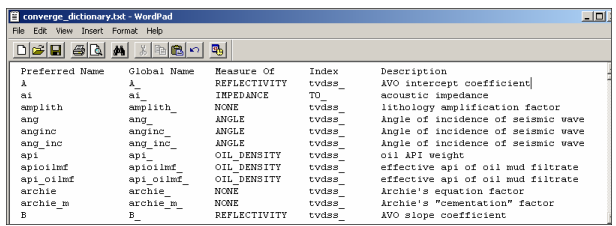 converge_dictionary.txt - WordPad
File Edit View Insert Format Help
Preferred Name Global Name Measure Of Index Description
A A_ REFLECTIVITY tvdss_ AVO intercept coefficient
ai ai_ IMPEDANCE TO_ acoustic impedance
amplith amplith_ NONE tvdss_ lithology amplification factor
ang ang_ ANGLE tvdss_ Angle of incidence of seismic wave
anginc anginc_ ANGLE tvdss_ Angle of incidence of seismic wave
ang_inc ang_inc_ ANGLE tvdss_ Angle of incidence of seismic wave
api api_ OIL_DENSITY tvdss_ oil API weight
apioilmf apioilmf_ OIL_DENSITY tvdss_ effective api of oil mud filtrate
api_oilmf api_oilmf_ OIL_DENSITY tvdss_ effective api of oil mud filtrate
archie archie_ NONE tvdss_ Archie's equation factor
archie_m archie_m_ NONE tvdss_ Archie's "cementation" factor
B B_ REFLECTIVITY tvdss_ AVO slope coefficient